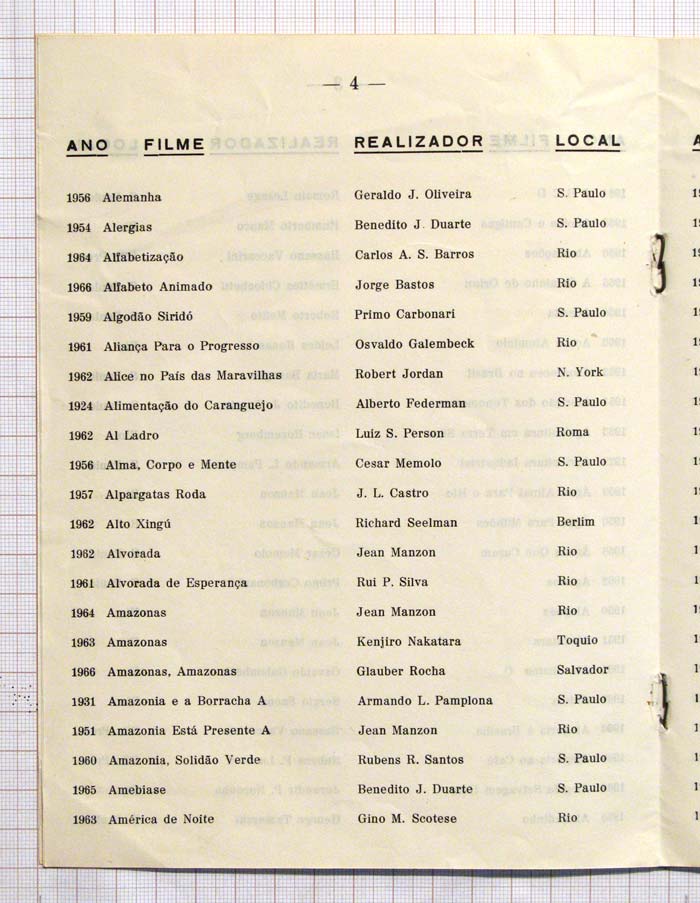 — 4 —
ANO FILME REALIZADOR LOCAL
1956 Alemanha Geraldo J. Oliveira S. Paulo
1954 Alergias Benedito J. Duarte S. Paulo
1964 Alfabetização Carlos A. S. Barros Rio
1966 Alfabeto Animado Jorge Bastos Rio
1959 Algodão Siridó Primo Carbonari S. Paulo
1961 Aliança Para o Progresso Osvaldo Galembeck Rio
1962 Alice no País das Maravilhas Robert Jordan N. York
1924 Alimentação do Caranguejo Alberto Federman S. Paulo
1962 Al Ladro Luiz S. Person Roma
1956 Alma, Corpo e Mente Cesar Memolo S. Paulo
1957 Alpargatas Roda J. L. Castro Rio
1962 Alto Xingú Richard Seelman Berlim
1962 Alvorada Jean Manzon Rio
1961 Alvorada de Esperança Rui P. Silva Rio
1964 Amazonas Jean Manzon Rio
1963 Amazonas Kenjiro Nakatara Toquio
1966 Amazonas, Amazonas Glauber Rocha Salvador
1931 Amazonia e a Borracha A Armando L. Pamplona S. Paulo
1951 Amazonia Está Presente A Jean Manzon Rio
1960 Amazonia, Solidão Verde Rubens R. Santos S. Paulo
1965 Amebiase Benedito J. Duarte S. Paulo
1963 América de Noite Gino M. Scotese Rio